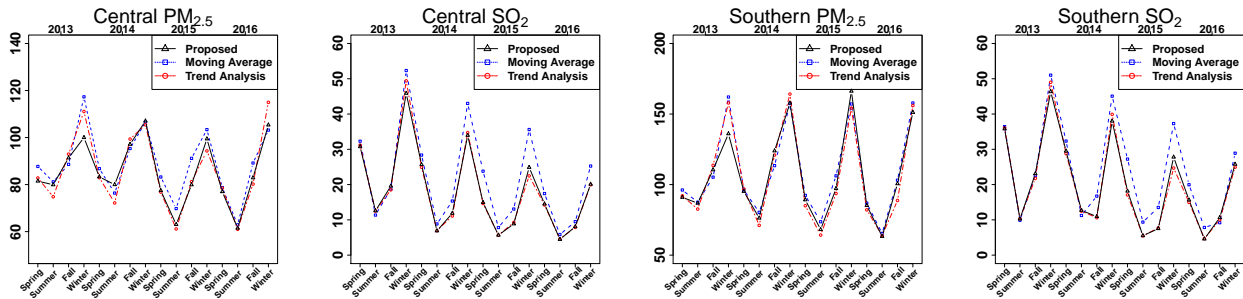 Central PM2.5
2013 2014 2015 2016
Proposed
Moving Average
Trend Analysis
140
120
100
80
60
Spring Summer Fall Winter Spring Summer Fall Winter Spring Summer Fall Winter Spring Summer Fall Winter
Central SO2
2013 2014 2015 2016
Proposed
Moving Average
Trend Analysis
60
50
40
30
20
10
0
Spring Summer Fall Winter Spring Summer Fall Winter Spring Summer Fall Winter Spring Summer Fall Winter
Southern PM2.5
2013 2014 2015 2016
Proposed
Moving Average
Trend Analysis
200
150
100
50
Spring Summer Fall Winter Spring Summer Fall Winter Spring Summer Fall Winter Spring Summer Fall Winter
Southern SO2
2013 2014 2015 2016
Proposed
Moving Average
Trend Analysis
60
50
40
30
20
10
0
Spring Summer Fall Winter Spring Summer Fall Winter Spring Summer Fall Winter Spring Summer Fall Winter